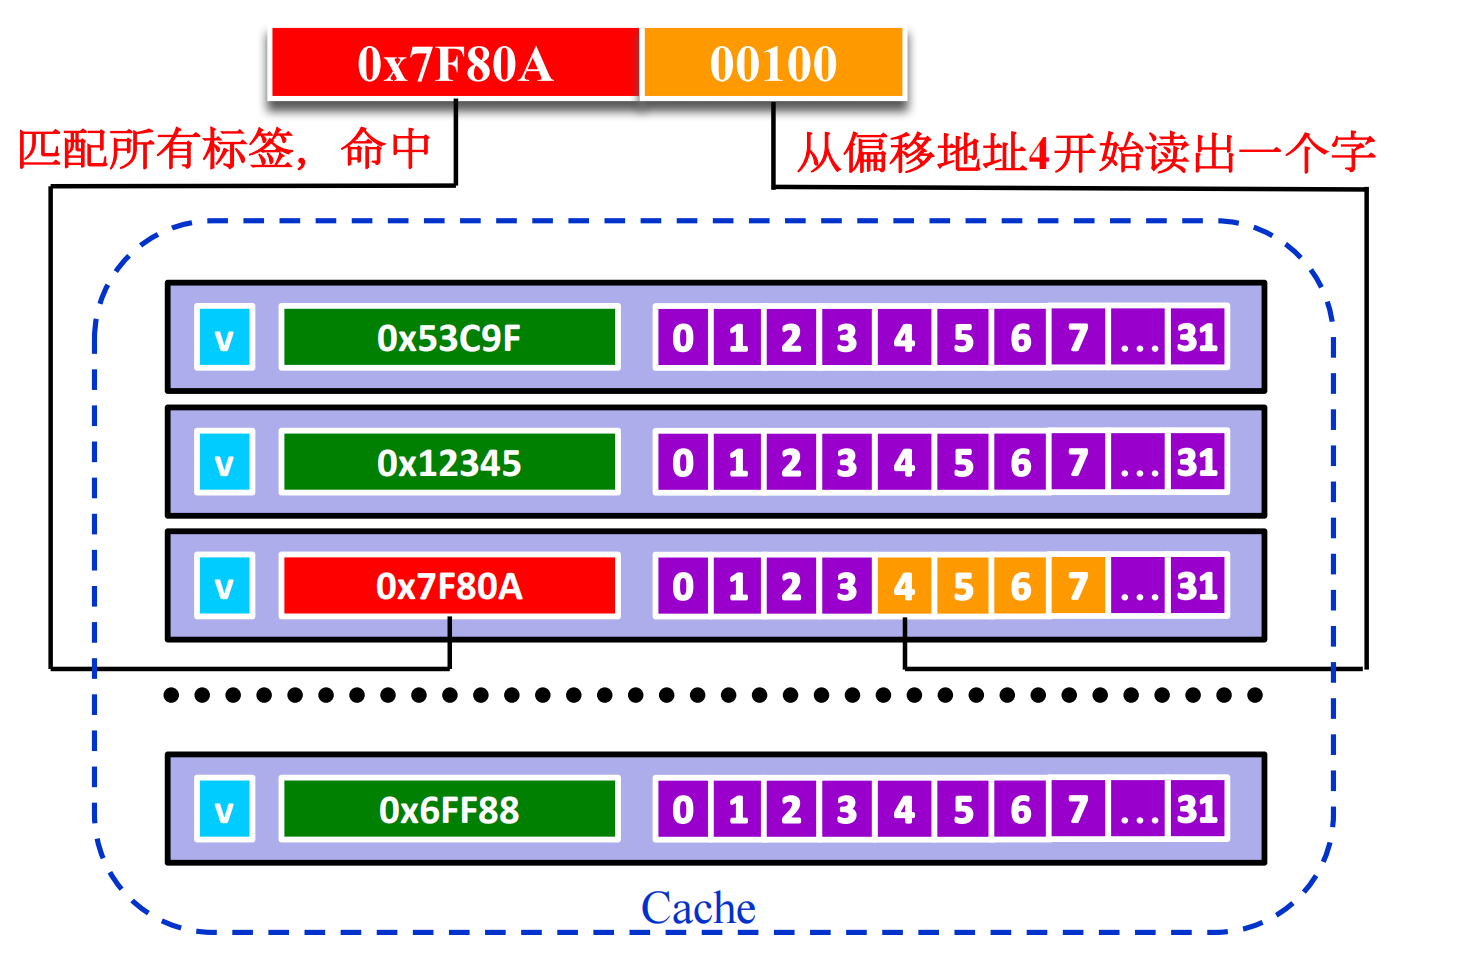 0x7F80A 00100
匹配所有标签，命中
从偏移地址4开始读出一个字
v 0x53C9F 0 1 2 3 4 5 6 7 ... 31
v 0x12345 0 1 2 3 4 5 6 7 ... 31
v 0x7F80A 0 1 2 3 4 5 6 7 ... 31
v 0x6FF88 0 1 2 3 4 5 6 7 ... 31
Cache